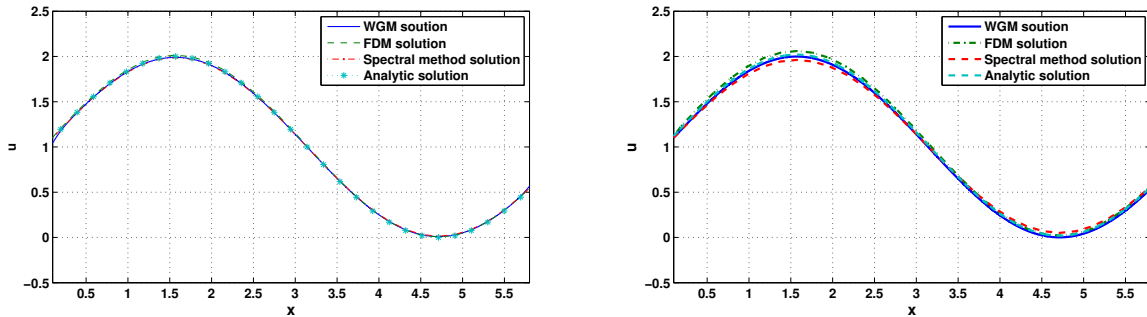 2.5
2
1.5
1
0.5
0
−0.5
u
0.5 1 1.5 2 2.5 3 3.5 4 4.5 5 5.5
x
WGM soution
FDM solution
Spectral method solution
Analytic solution
2.5
2
1.5
1
0.5
0
−0.5
u
0.5 1 1.5 2 2.5 3 3.5 4 4.5 5 5.5
x
WGM soution
FDM solution
Spectral method solution
Analytic solution